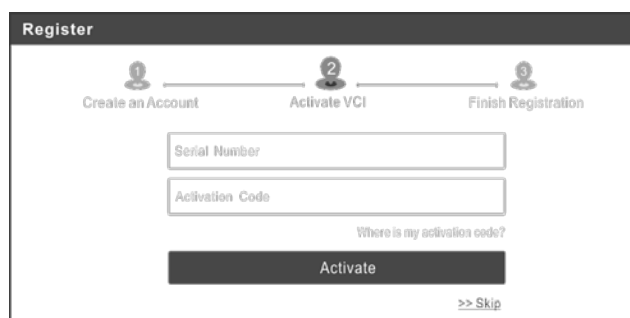 Register
1 2 3
Create an Account Activate VCI Finish Registration
Serial Number
Activation Code
Where is my activation code?
Activate
>> Skip